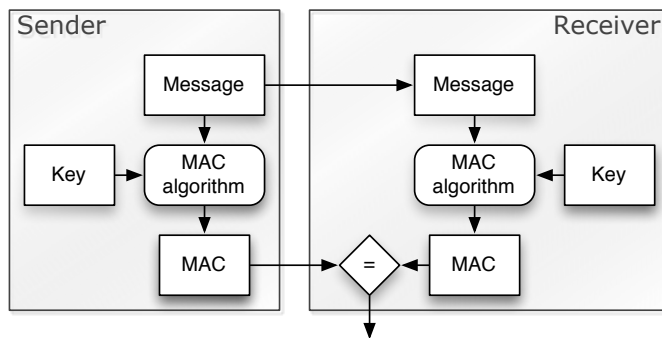 Sender
Receiver
Message
Message
Key
MAC
algorithm
MAC
algorithm
Key
MAC
=
MAC